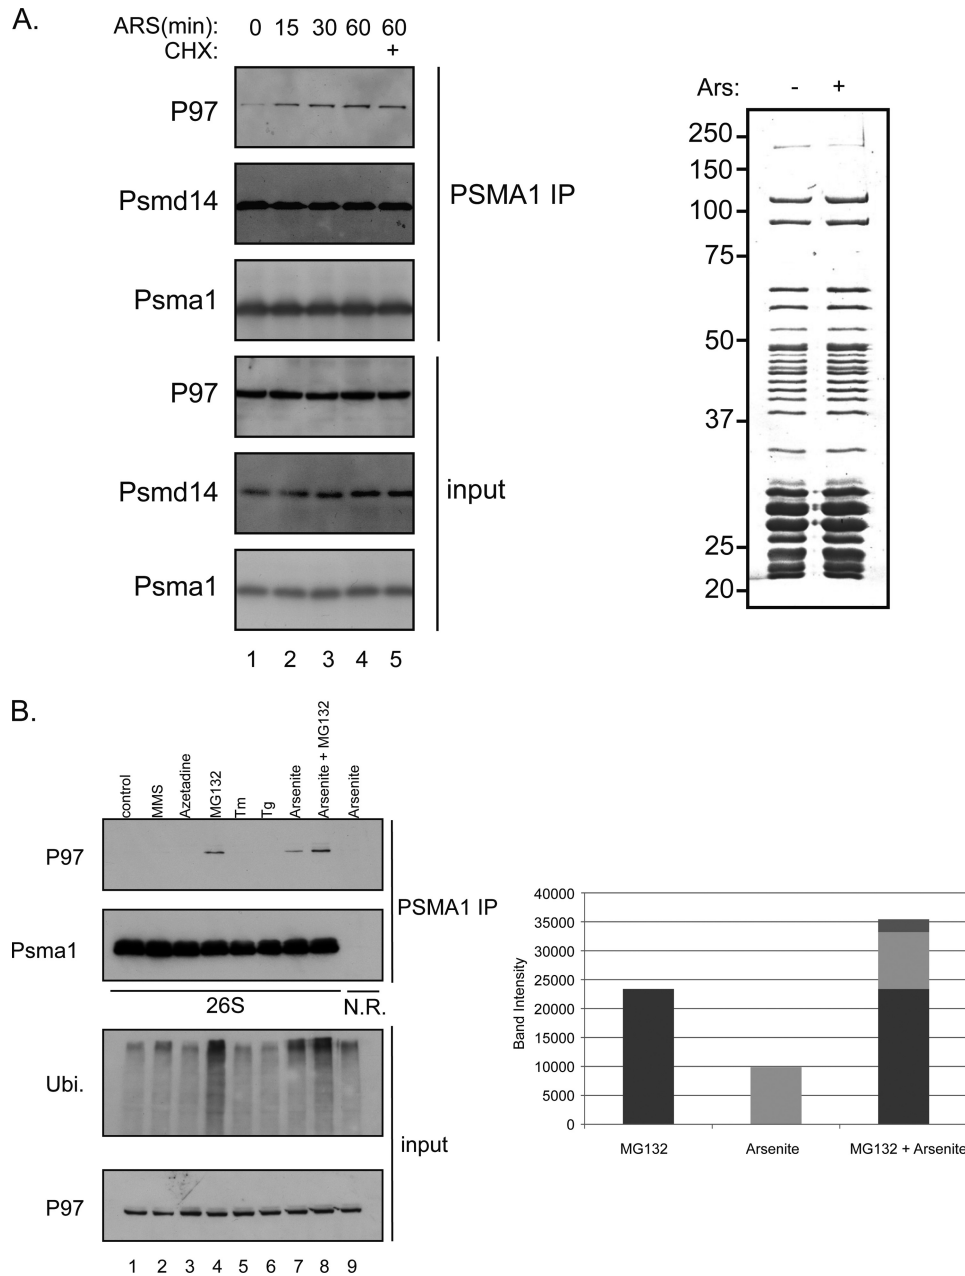 A.
ARS(min): 0 15 30 60 60
CHX: +
P97
Psmd14
Psma1
PSMA1 IP
P97
Psmd14
Psma1
input
1 2 3 4 5
Ars: - +
250
150
100
75
50
37
25
20
B.
control
MMS
Azetadine
MG132
Tm
Tg
Arsenite
Arsenite + MG132
Arsenite
P97
Psma1
PSMA1 IP
26S N.R.
Ubi.
P97
input
1 2 3 4 5 6 7 8 9
Band Intensity
40000
35000
30000
25000
20000
15000
10000
5000
0
MG132 Arsenite MG132 + Arsenite